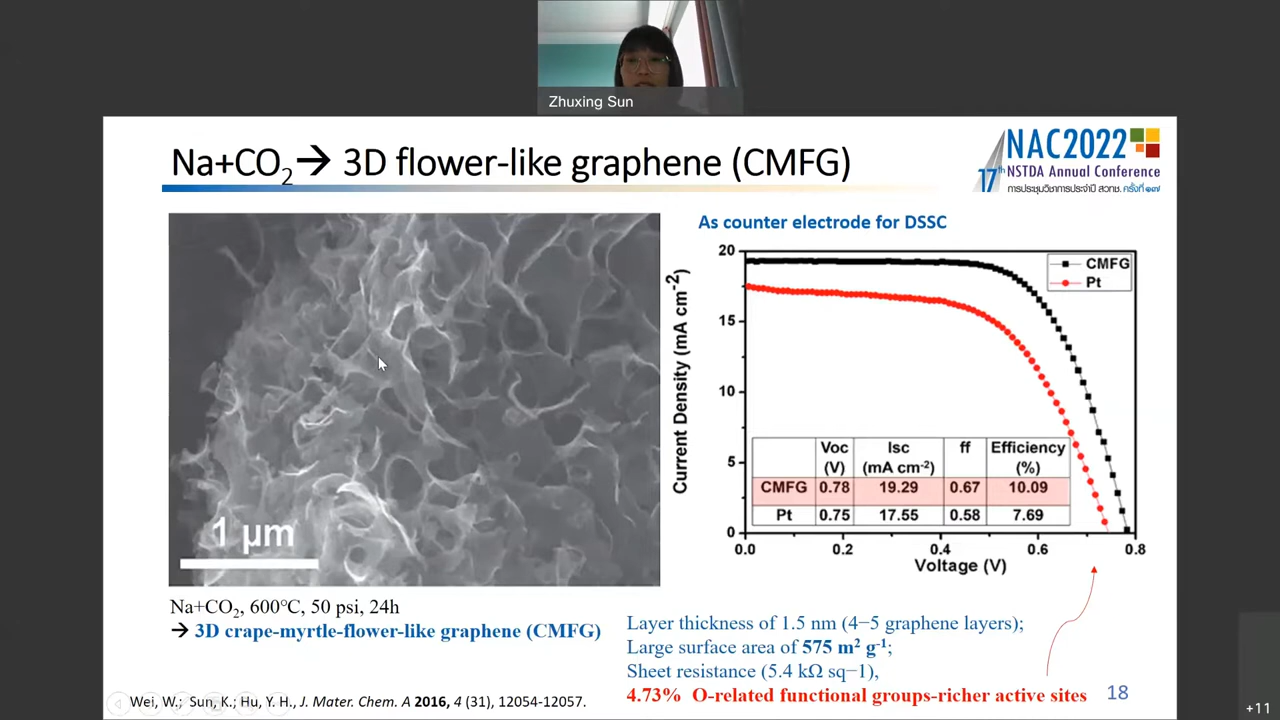 Zhuxing Sun
Na+CO2→ 3D flower-like graphene (CMFG)
NAC2022
17th NSTDA Annual Conference
การประชุมวิชาการประจำปี สวทช. ครั้งที่ ๑๗
As counter electrode for DSSC
20
15
10
5
0
0.0 0.2 0.4 0.6 0.8
Current Density (mA cm-2)
Voltage (V)
CMFG
Pt
Voc (V) Isc (mA cm-2) ff Efficiency (%)
CMFG 0.78 19.29 0.67 10.09
Pt 0.75 17.55 0.58 7.69
1 μm
Na+CO2, 600℃, 50 psi, 24h
→ 3D crape-myrtle-flower-like graphene (CMFG)
Layer thickness of 1.5 nm (4−5 graphene layers);
Large surface area of 575 m2 g-1;
Sheet resistance (5.4 kΩ sq−1),
4.73% O-related functional groups-richer active sites
18
Wei, W.; Sun, K.; Hu, Y. H., J. Mater. Chem. A 2016, 4 (31), 12054-12057.
+11